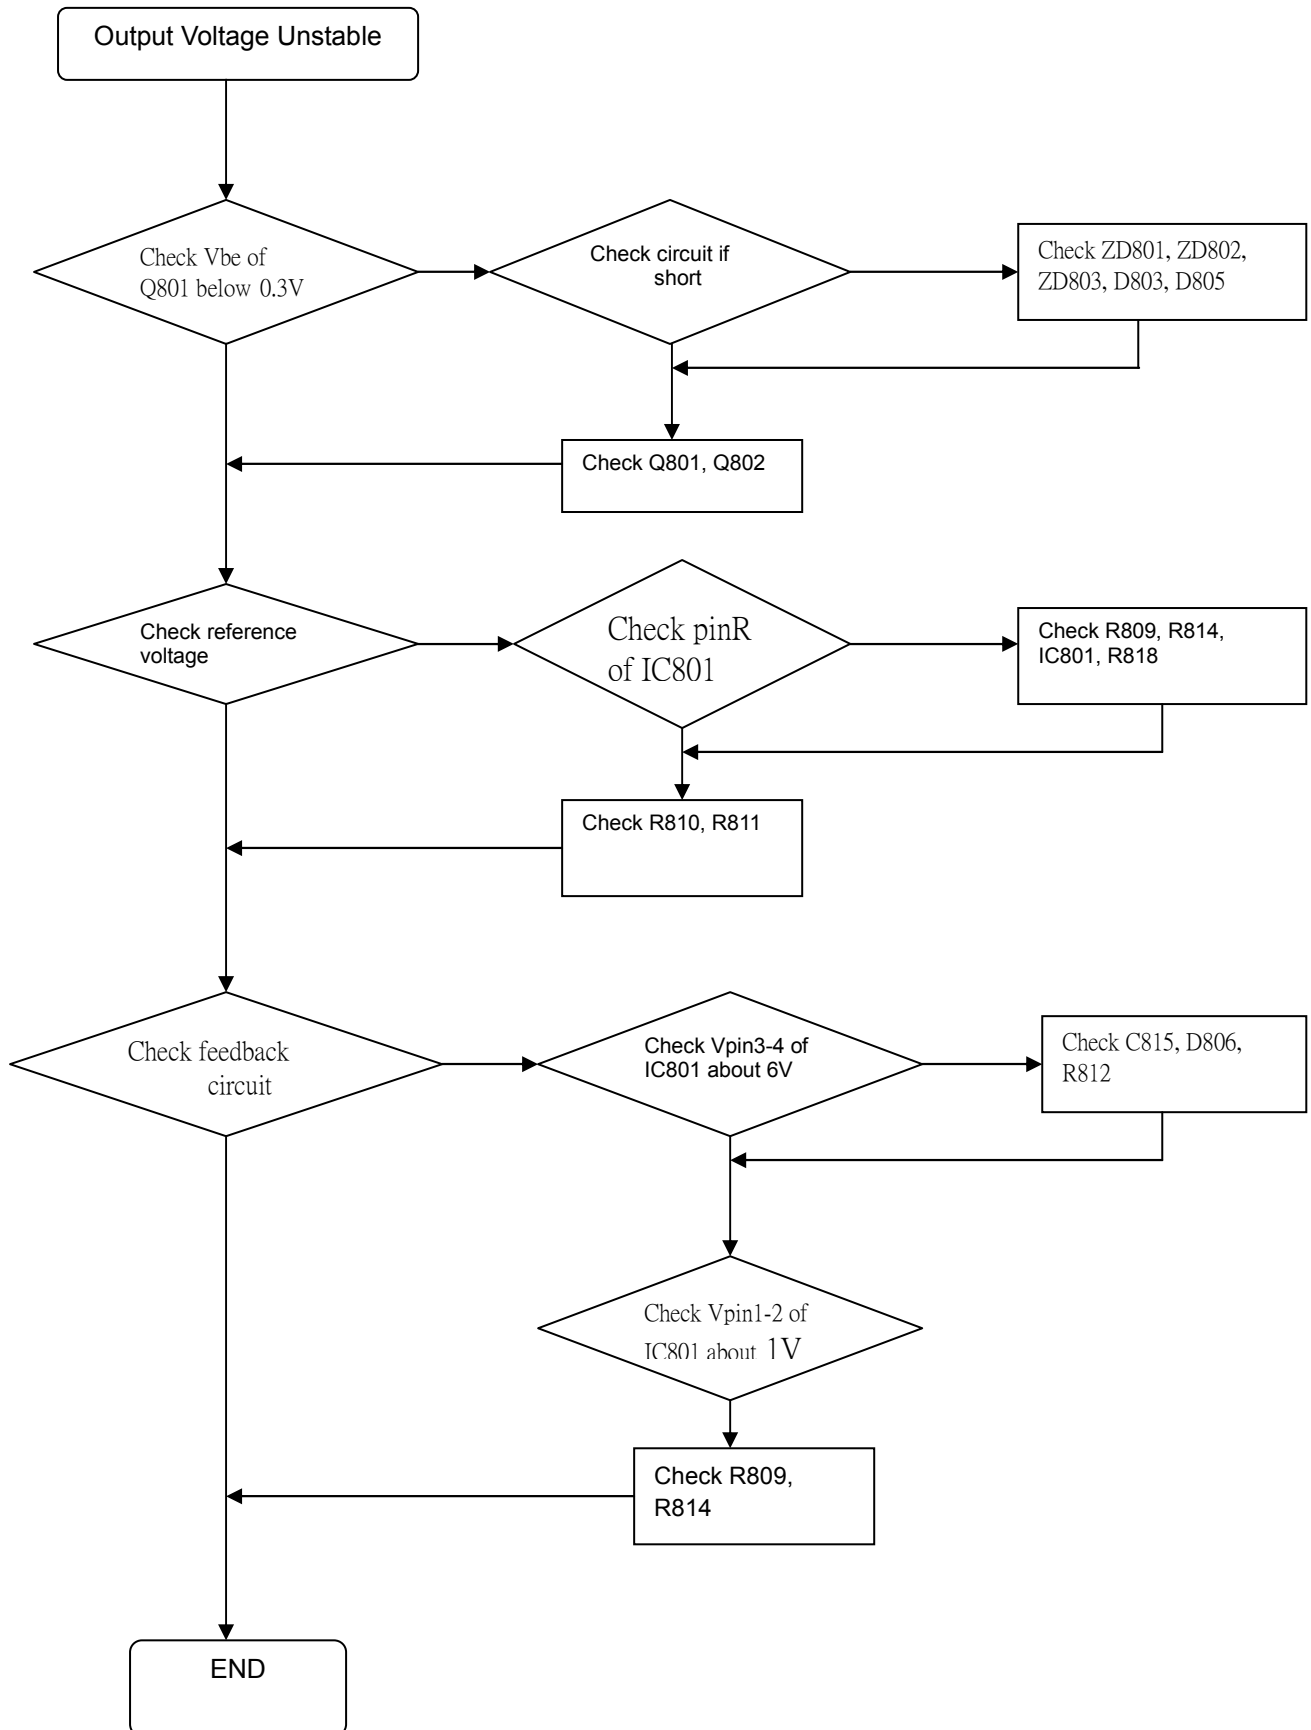 Output Voltage Unstable
Check Vbe of
Q801 below 0.3V
Check circuit if
short
Check ZD801, ZD802,
ZD803, D803, D805
Check Q801, Q802
Check reference
voltage
Check pinR
of IC801
Check R809, R814,
IC801, R818
Check R810, R811
Check feedback
circuit
Check Vpin3-4 of
IC801 about 6V
Check C815, D806,
R812
Check Vpin1-2 of
IC801 about 1V
Check R809,
R814
END